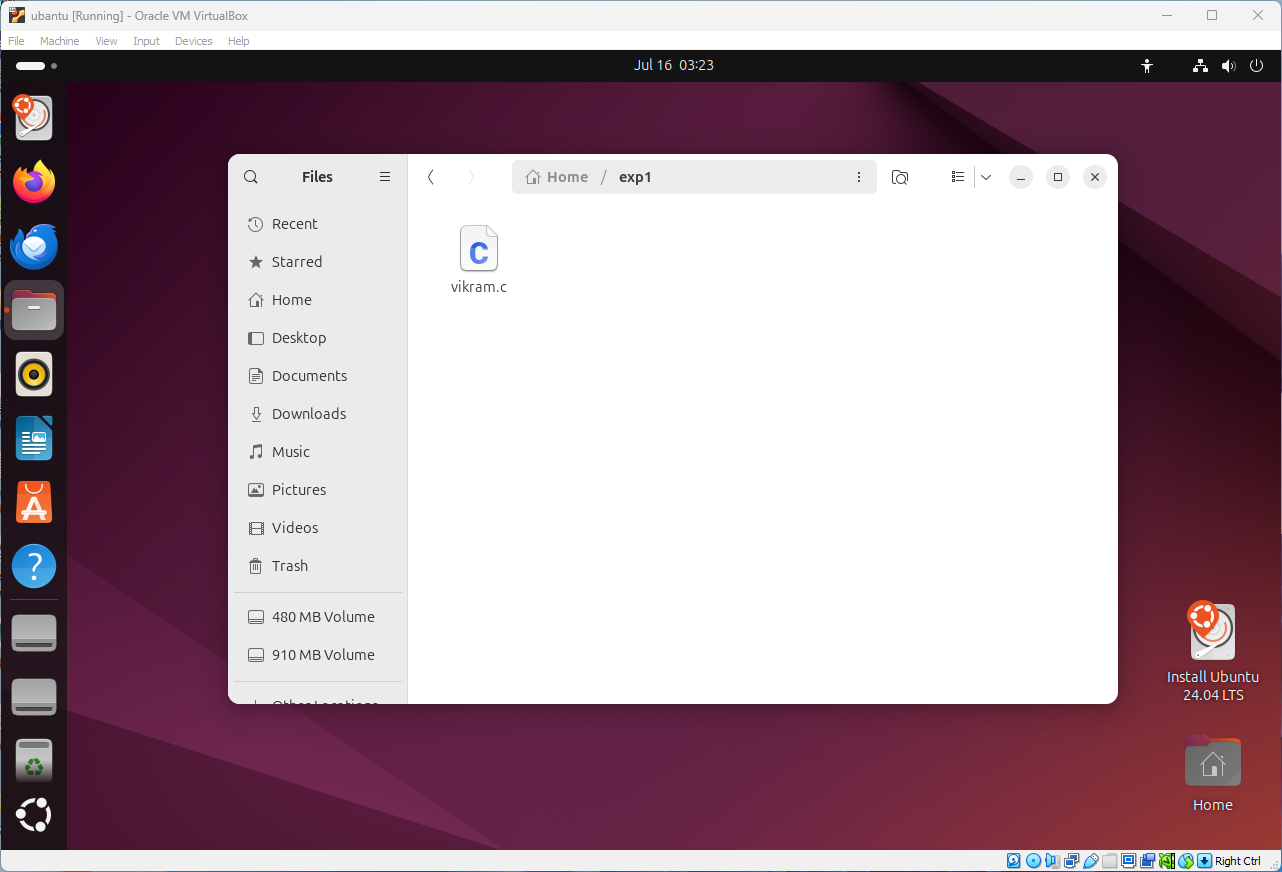 ubantu [Running] - Oracle VM VirtualBox
File Machine View Input Devices Help
Jul 16 03:23
Files
Home / exp1
Recent
Starred
Home
Desktop
Documents
Downloads
Music
Pictures
Videos
Trash
480 MB Volume
910 MB Volume
Other Locations
vikram.c
Install Ubuntu
24.04 LTS
Home
Right Ctrl